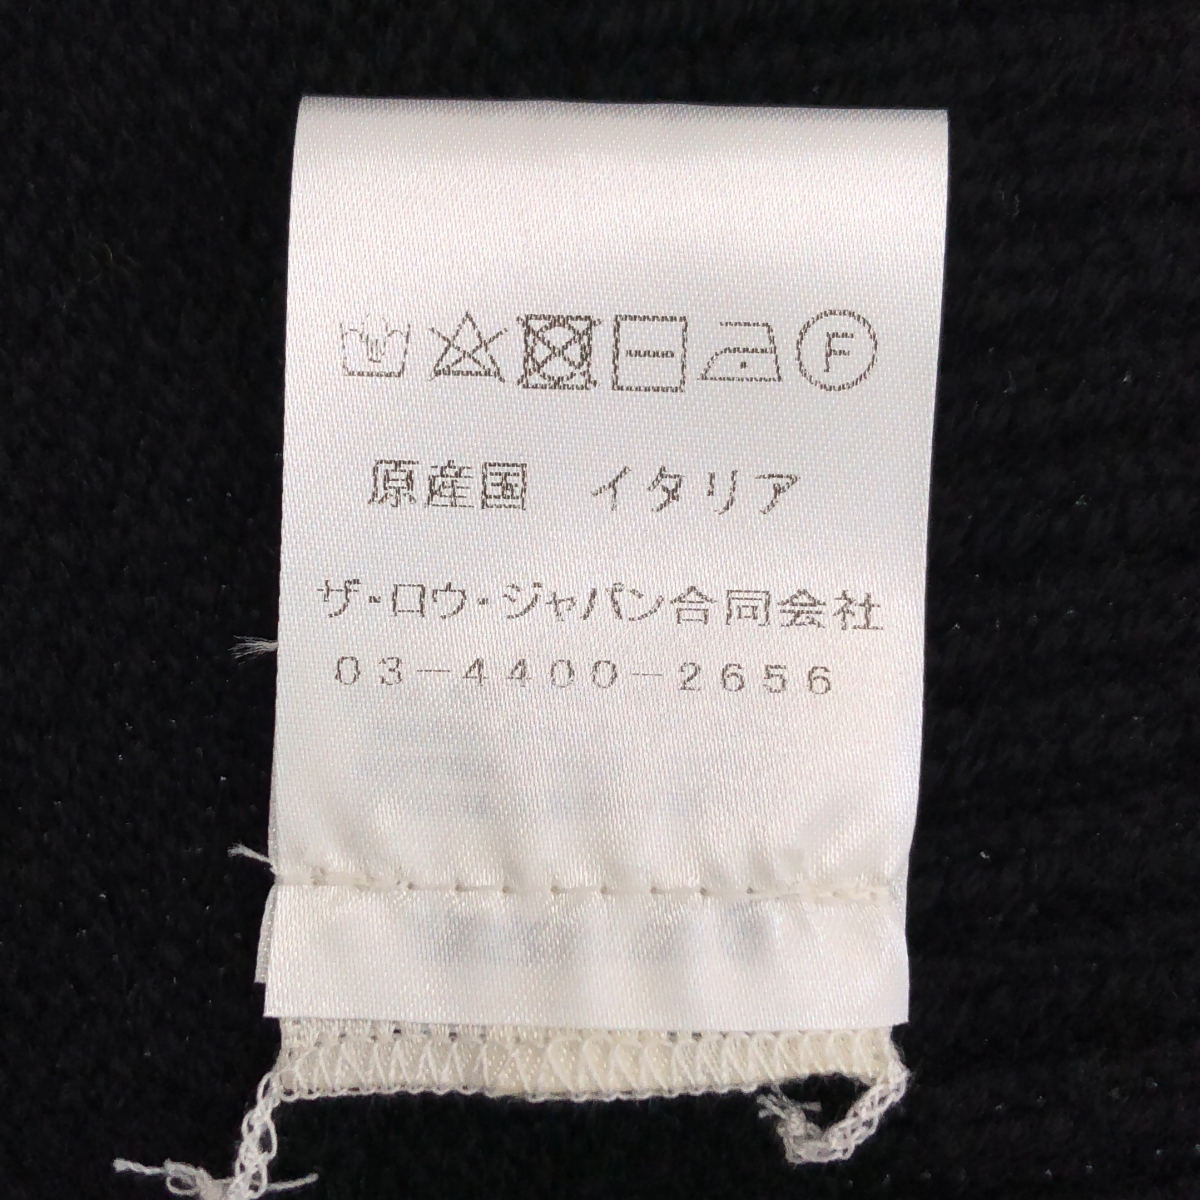 F
原産国　イタリア
ザ・ロウ・ジャパン合同会社
03-4400-2656